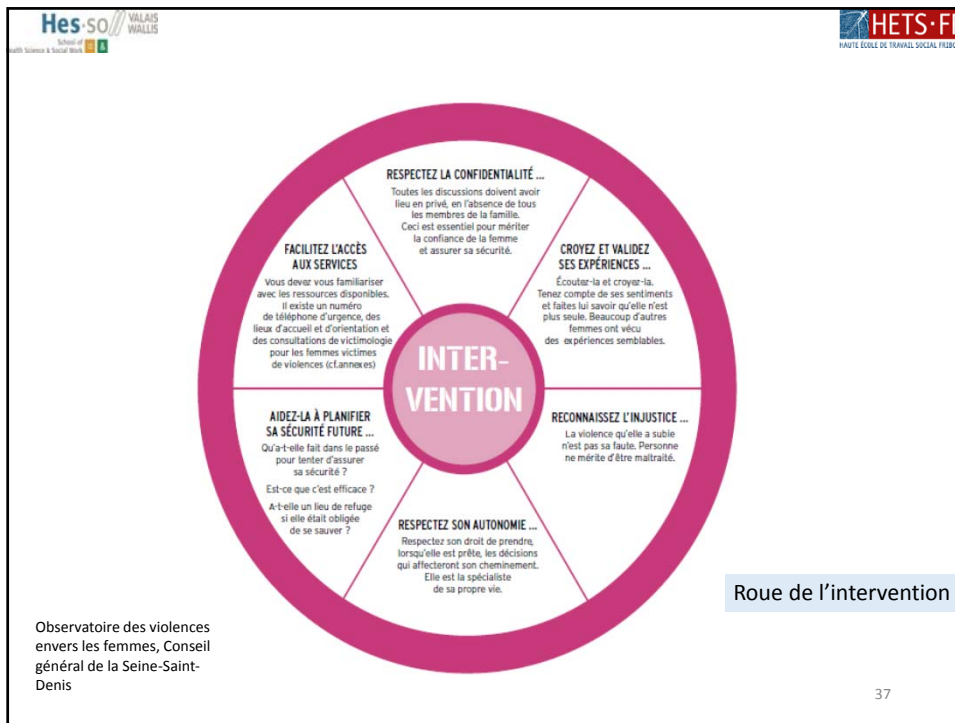 Hes·so // VALAIS
WALLIS
School of
ealth Science & Social Work
HETS·FI
HAUTE ÉCOLE DE TRAVAIL SOCIAL FRIBO
RESPECTEZ LA CONFIDENTIALITÉ ...
Toutes les discussions doivent avoir
lieu en privé, en l'absence de tous
les membres de la famille.
Ceci est essentiel pour mériter
la confiance de la femme
et assurer sa sécurité.
CROYEZ ET VALIDEZ
SES EXPÉRIENCES ...
Écoutez-la et croyez-la.
Tenez compte de ses sentiments
et faites lui savoir qu'elle n'est
plus seule. Beaucoup d'autres
femmes ont vécu
des expériences semblables.
RECONNAISSEZ L'INJUSTICE ...
La violence qu'elle a subie
n'est pas sa faute. Personne
ne mérite d'être maltraité.
RESPECTEZ SON AUTONOMIE ...
Respectez son droit de prendre,
lorsqu'elle est prête, les décisions
qui affecteront son cheminement.
Elle est la spécialiste
de sa propre vie.
AIDEZ-LA À PLANIFIER
SA SÉCURITÉ FUTURE ...
Qu'a-t-elle fait dans le passé
pour tenter d'assurer
sa sécurité ?
Est-ce que c'est efficace ?
A-t-elle un lieu de refuge
si elle était obligée
de se sauver ?
FACILITEZ L'ACCÈS
AUX SERVICES
Vous devez vous familiariser
avec les ressources disponibles.
Il existe un numéro
de téléphone d'urgence, des
lieux d'accueil et d'orientation et
des consultations de victimologie
pour les femmes victimes
de violences (cf.annexes)
INTER-
VENTION
Roue de l'intervention
Observatoire des violences
envers les femmes, Conseil
général de la Seine-Saint-
Denis
37